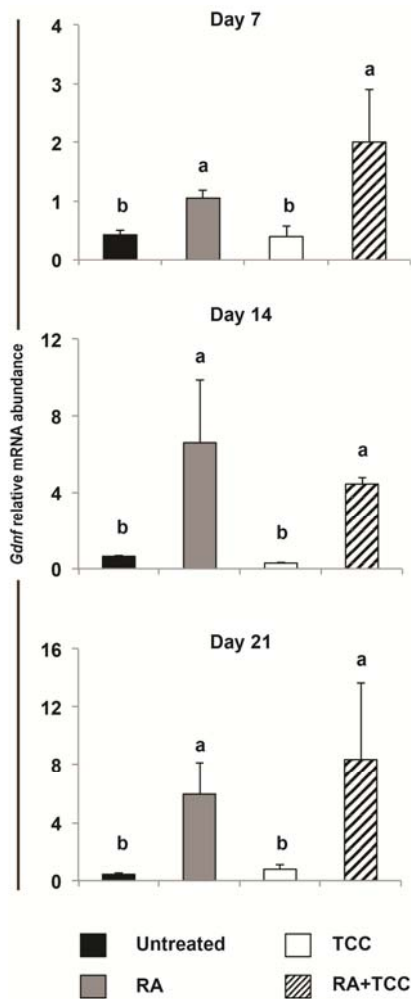 Day 7
4
3
2
1
0
b
a
b
a
Day 14
12
8
4
0
b
a
b
a
Day 21
16
12
8
4
0
b
a
b
a
Gdnf relative mRNA abundance
Untreated
TCC
RA
RA+TCC